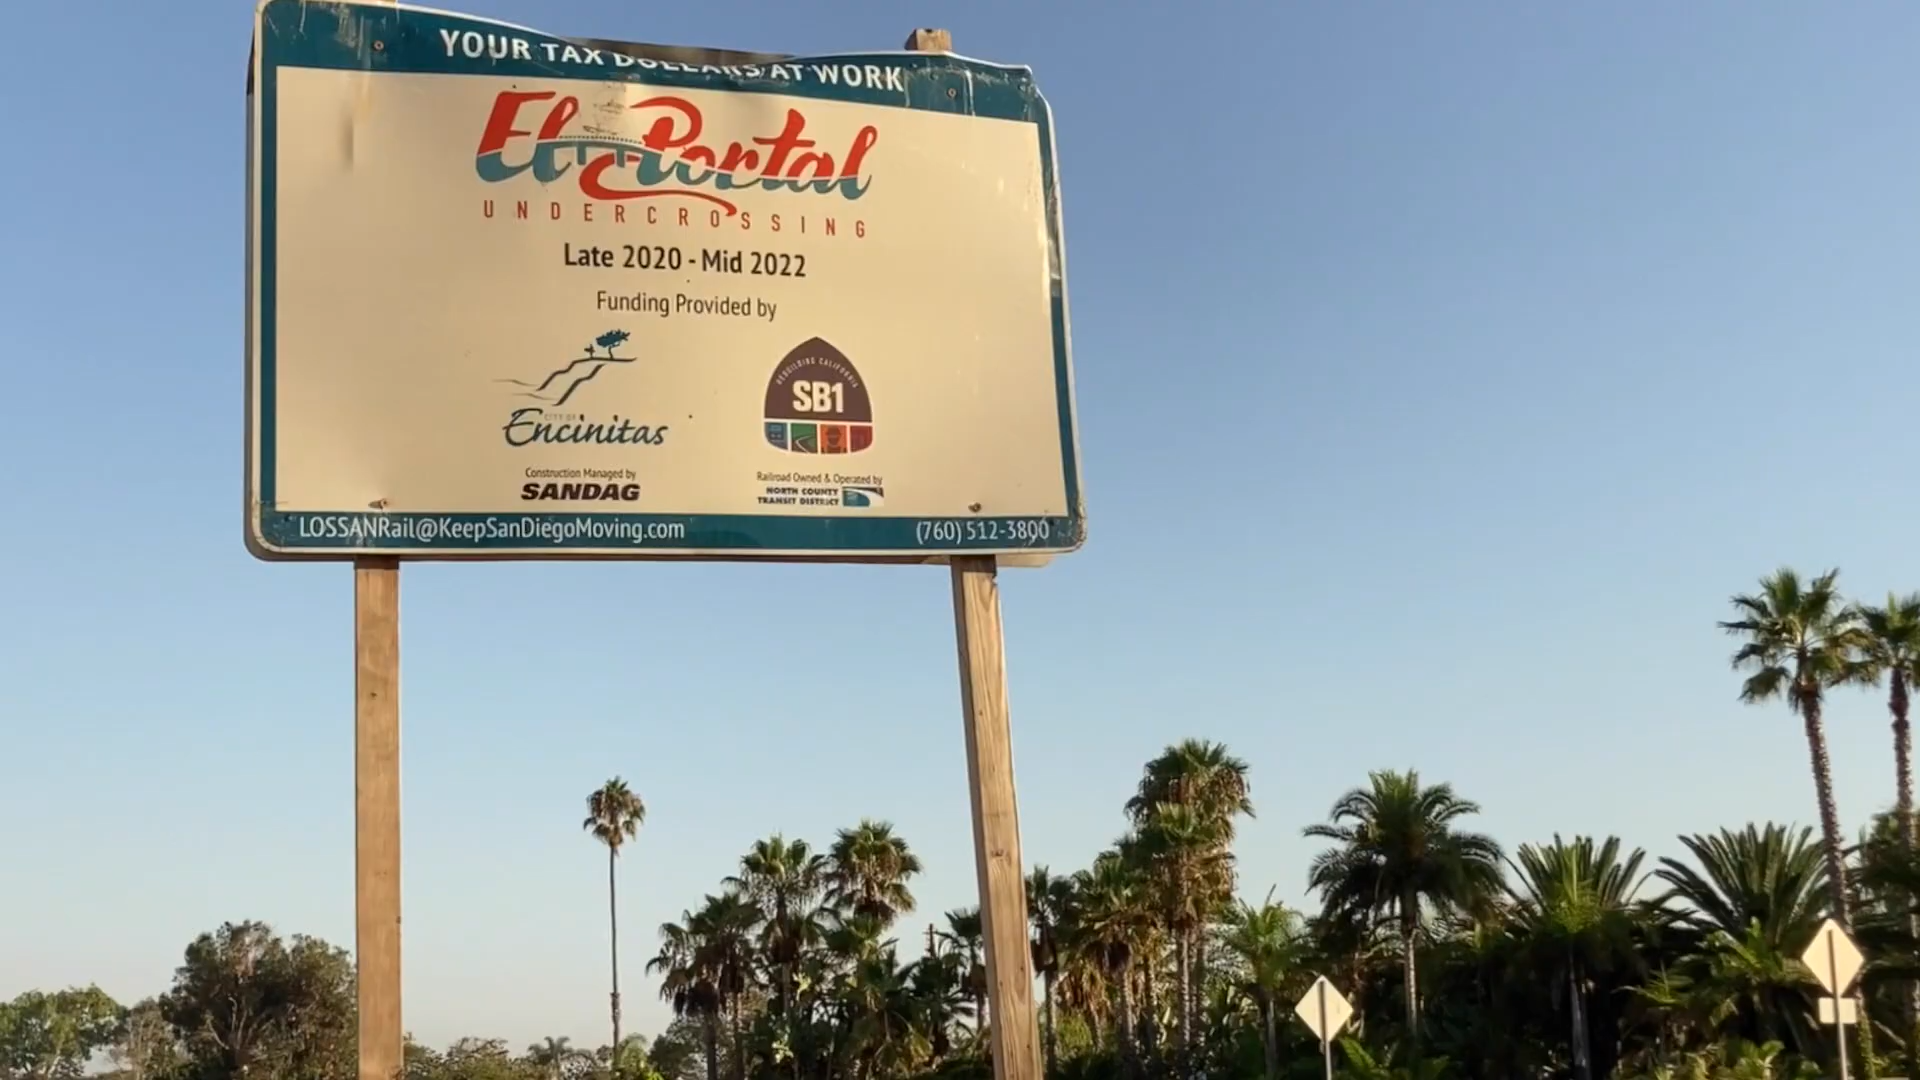 YOUR TAX DOLLARS AT WORK
El Portal
UNDERCROSSING
Late 2020 - Mid 2022
Funding Provided by
REBUILDING CALIFORNIA
SB1
CITY OF
Encinitas
Construction Managed by
SANDAG
Railroad Owned & Operated by
NORTH COUNTY
TRANSIT DISTRICT
LOSSANRail@KeepSanDiegoMoving.com
(760) 512-3800